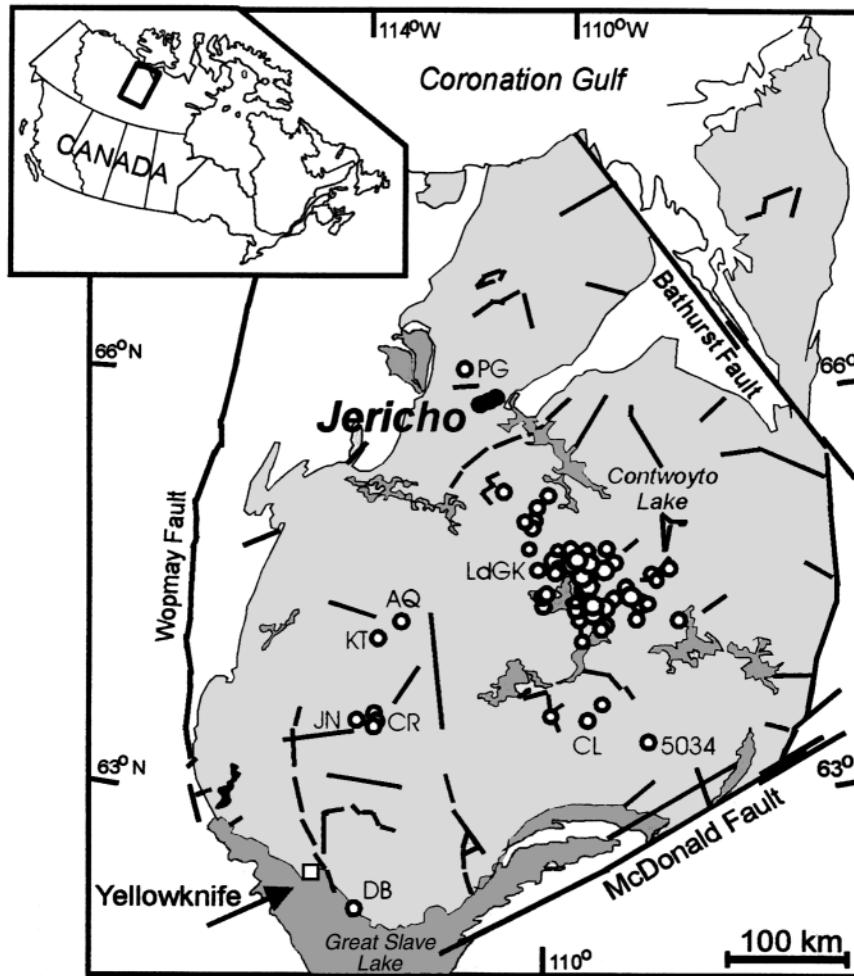 114°W
110°W
Coronation Gulf
CANADA
Bathurst Fault
66°N
66°
PG
Jericho
Contwoyto
Lake
Wopmay Fault
LdGK
AQ
KT
JN
CR
CL
5034
63°N
63°
McDonald Fault
Yellowknife
DB
Great Slave
Lake
110°
100 km